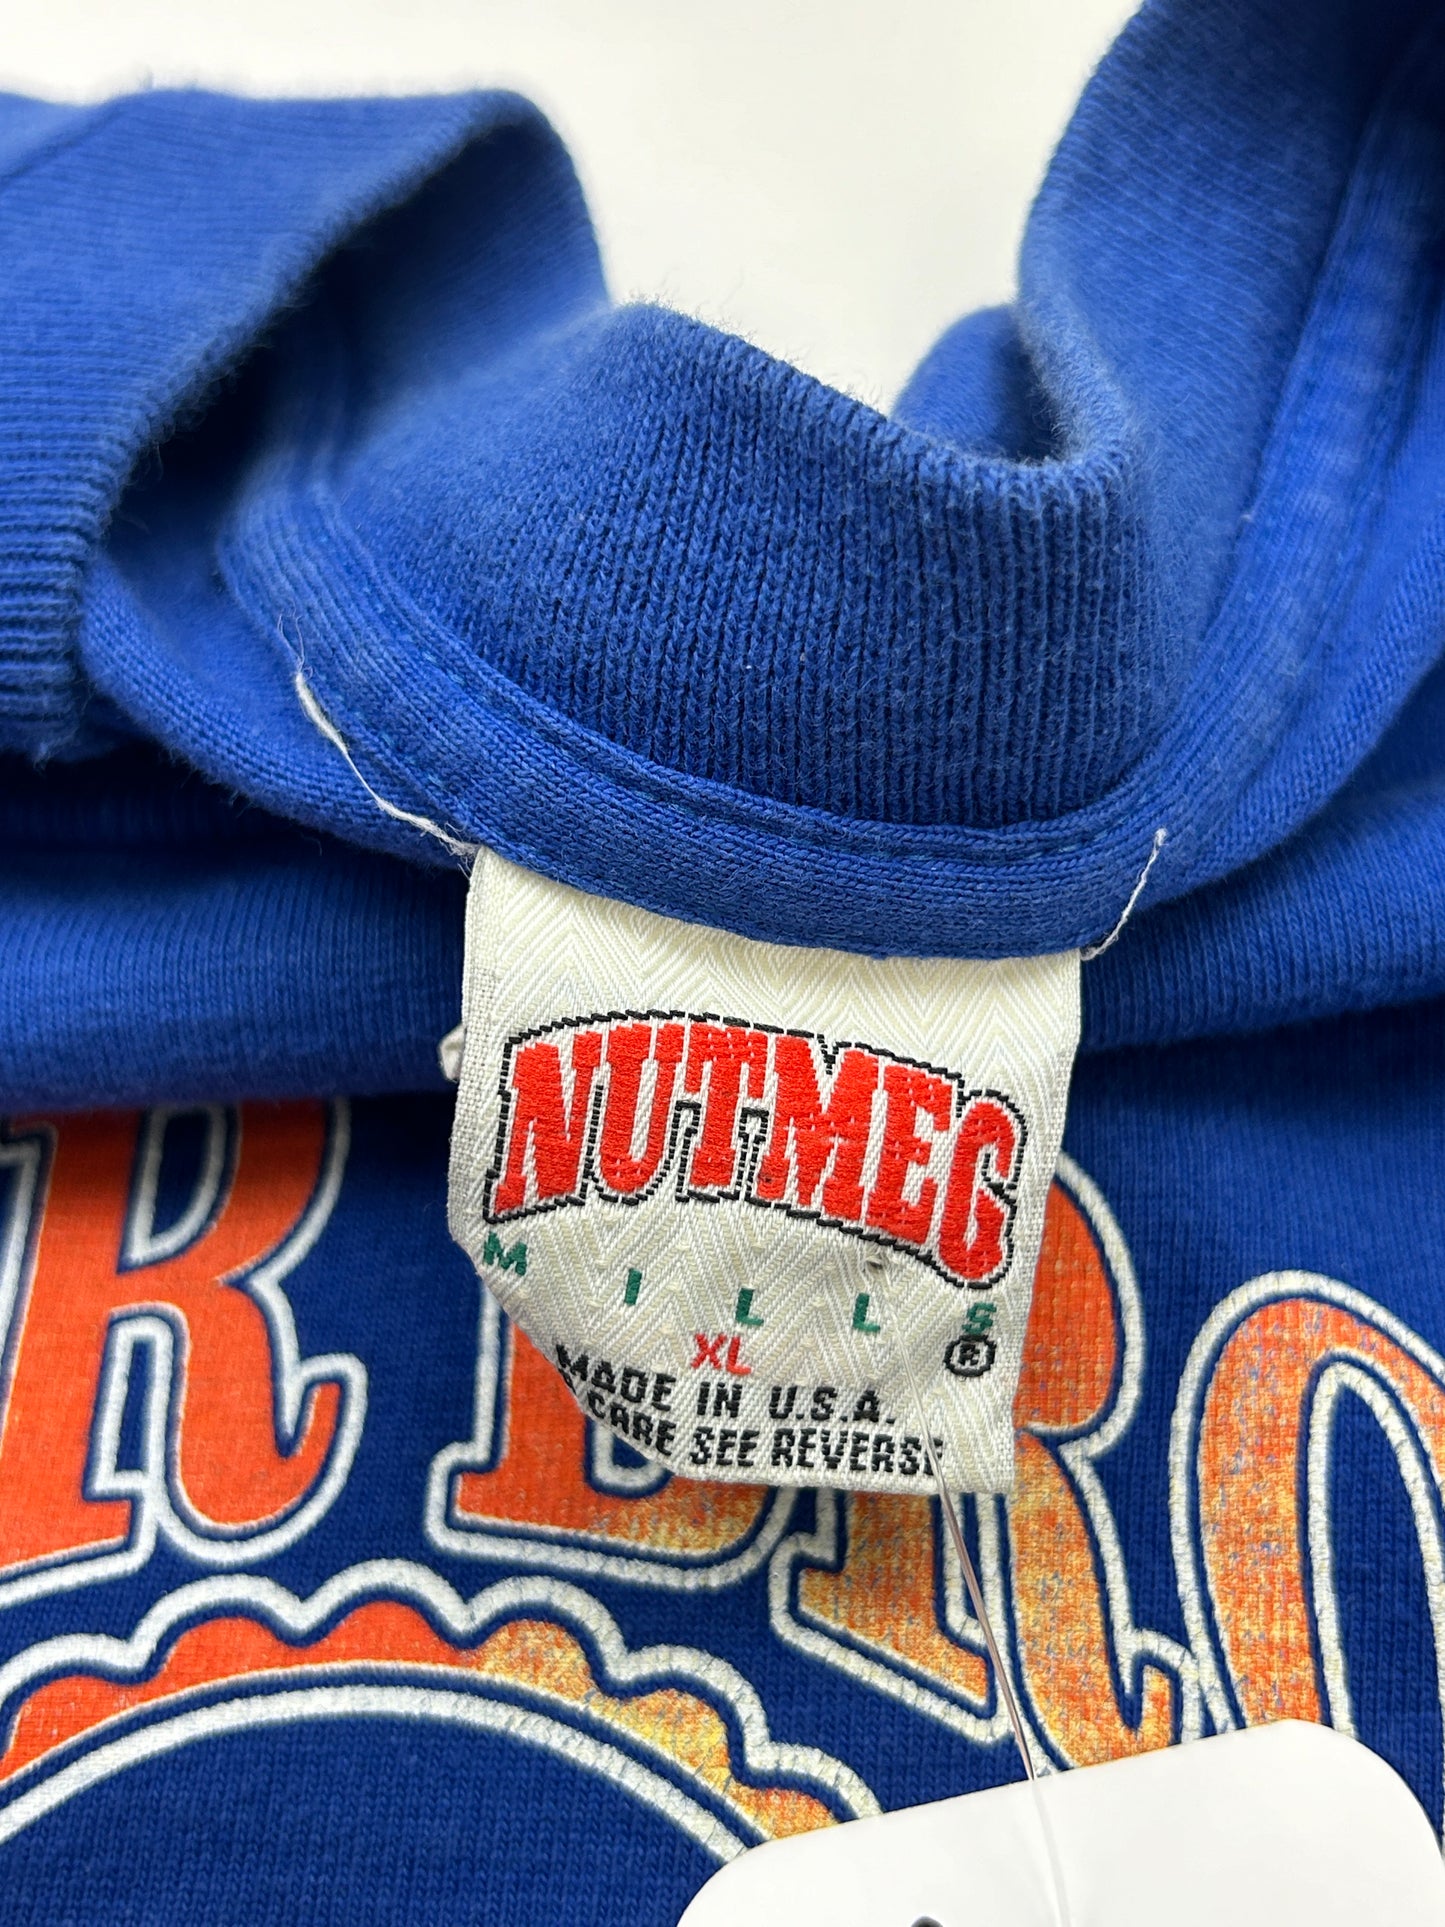 NUTMEG
MILLS
®
XL
MADE IN U.S.A.
CARE SEE REVERSE